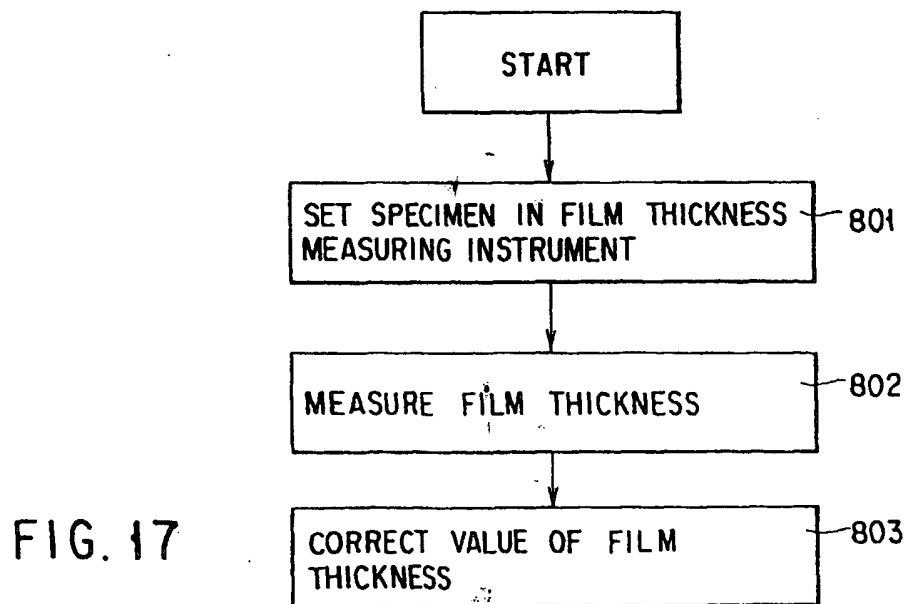 START
SET SPECIMEN IN FILM THICKNESS
MEASURING INSTRUMENT
801
MEASURE FILM THICKNESS
802
CORRECT VALUE OF FILM
THICKNESS
803
FIG. 17